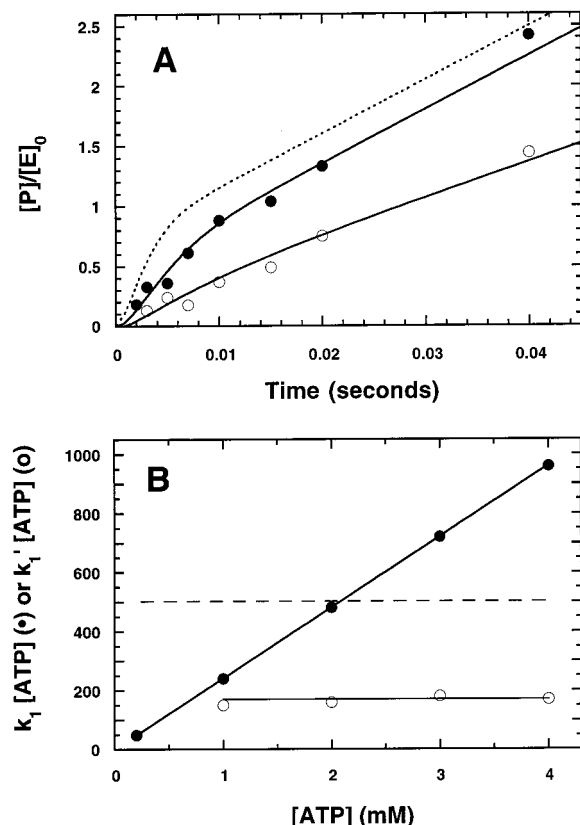 A
[P]/[E]₀
2.5
2
1.5
1
0.5
0
0 0.01 0.02 0.03 0.04
Time (seconds)
B
k₁ [ATP] (•) or k₁' [ATP] (o)
1000
800
600
400
200
0
0 1 2 3 4
[ATP] (mM)